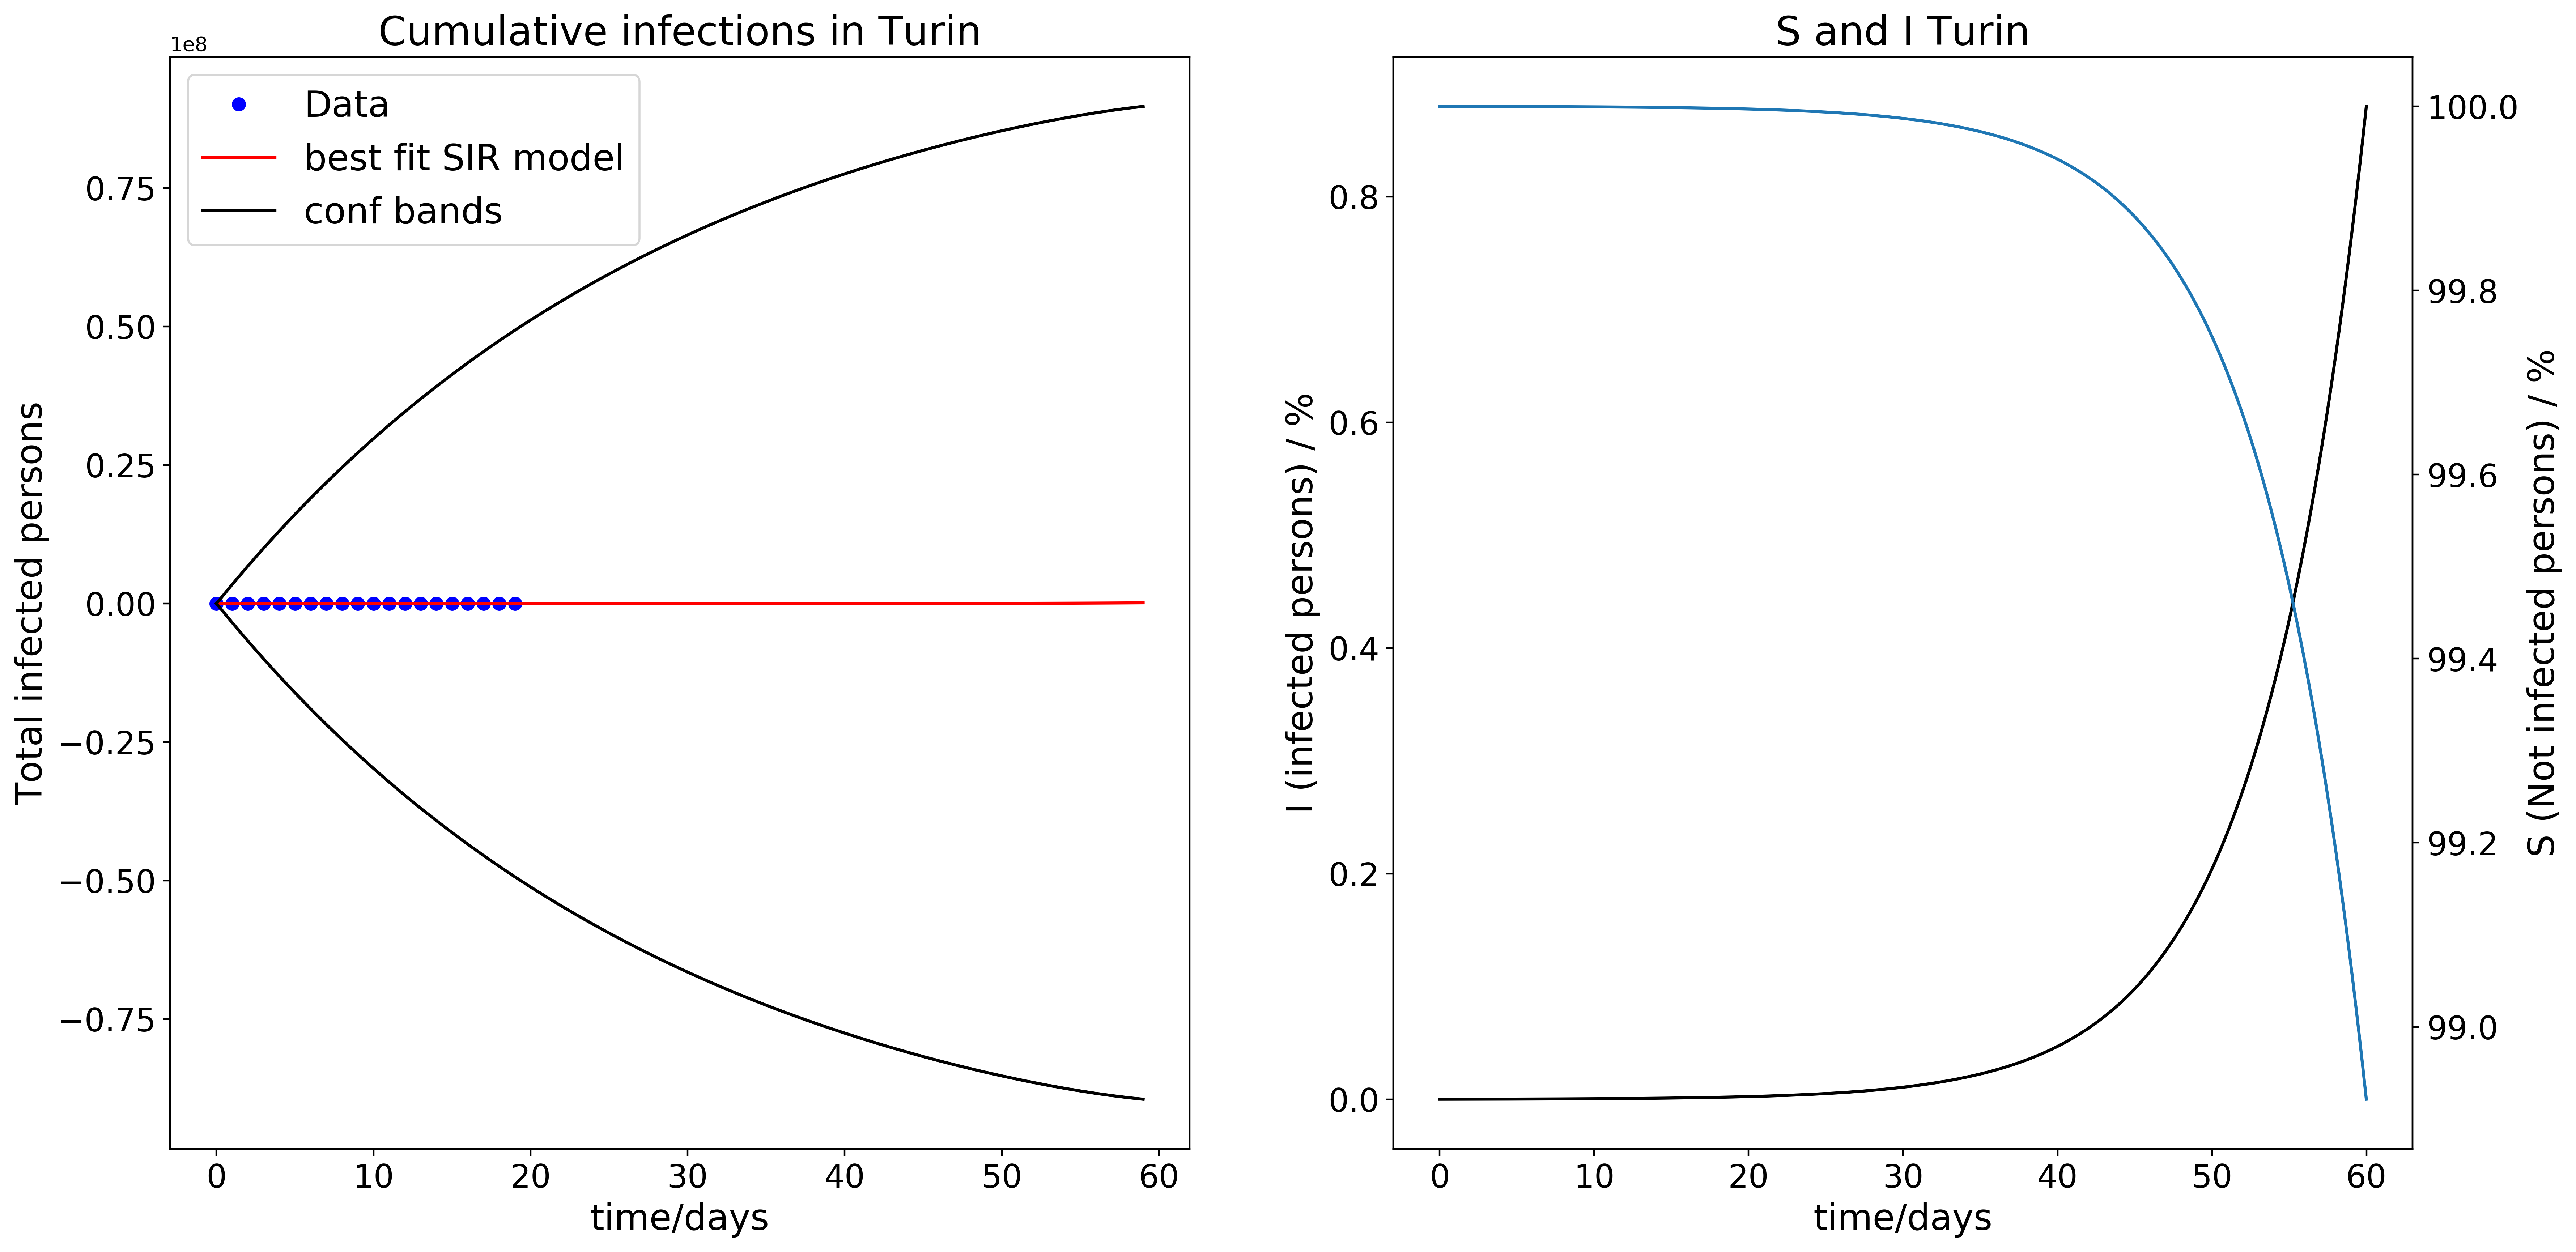 Cumulative infections in Turin
1e8
Data
best fit SIR model
conf bands
0.75
0.50
0.25
0.00
−0.25
−0.50
−0.75
Total infected persons
0 10 20 30 40 50 60
time/days
S and I Turin
0.8
0.6
0.4
0.2
0.0
I (infected persons) / %
100.0
99.8
99.6
99.4
99.2
99.0
S (Not infected persons) / %
0 10 20 30 40 50 60
time/days